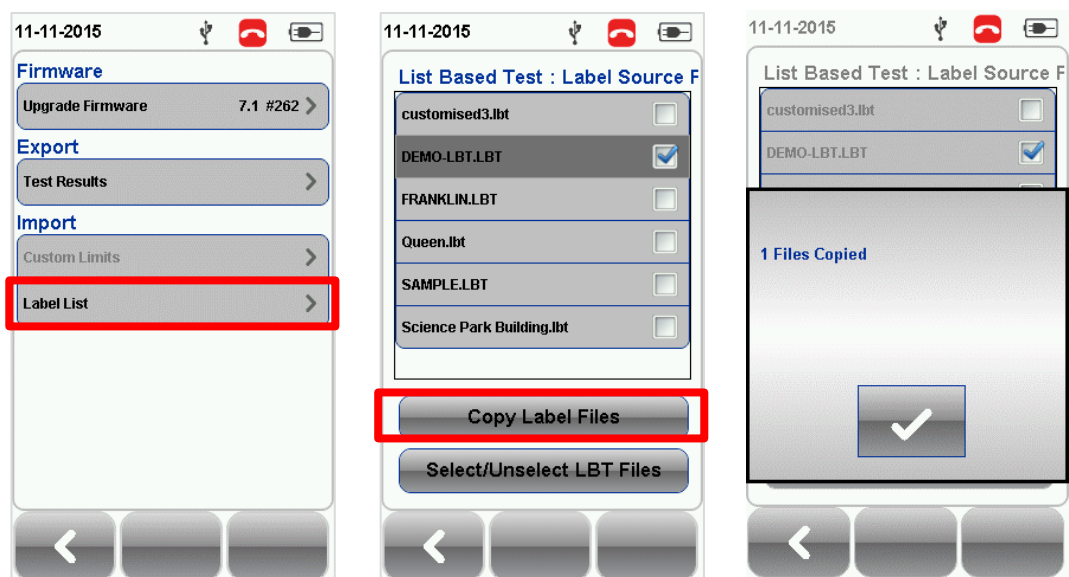 11-11-2015
Firmware
Upgrade Firmware 7.1 #262
Export
Test Results
Import
Custom Limits
Label List
11-11-2015
List Based Test : Label Source F
customised3.lbt
DEMO-LBT.LBT
FRANKLIN.LBT
Queen.lbt
SAMPLE.LBT
Science Park Building.lbt
Copy Label Files
Select/Unselect LBT Files
11-11-2015
List Based Test : Label Source F
customised3.lbt
DEMO-LBT.LBT
1 Files Copied